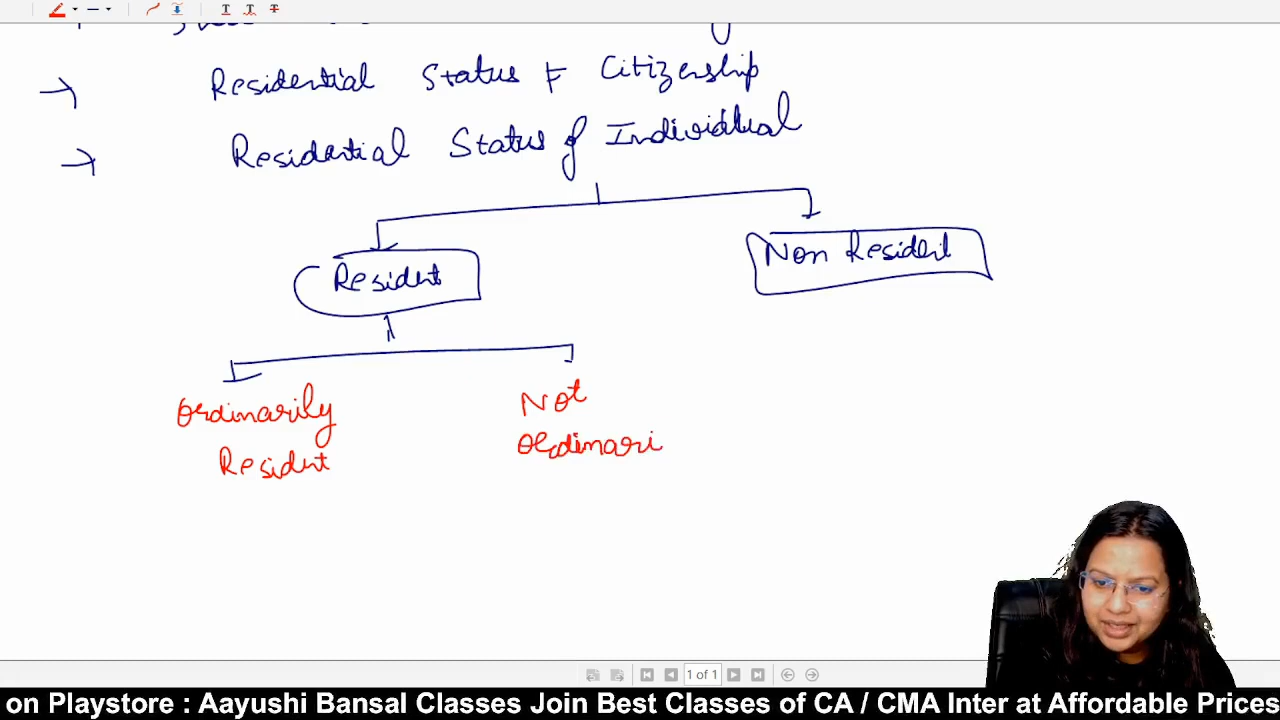 Residential Status ≠ Citizenship
Residential Status of Individual
Resident
Non Resident
Ordinarily
Resident
Not
Ordinari
1 of 1
on Playstore : Aayushi Bansal Classes Join Best Classes of CA / CMA Inter at Affordable Prices